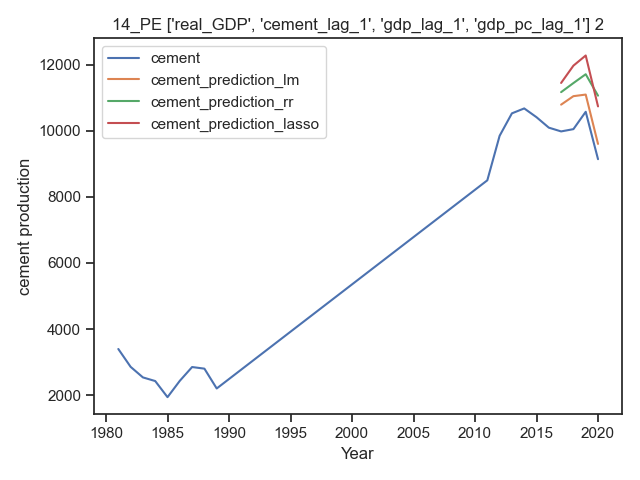 14_PE ['real_GDP', 'cement_lag_1', 'gdp_lag_1', 'gdp_pc_lag_1'] 2
cement
cement_prediction_lm
cement_prediction_rr
cement_prediction_lasso
12000
10000
8000
6000
4000
2000
cement production
1980 1985 1990 1995 2000 2005 2010 2015 2020
Year